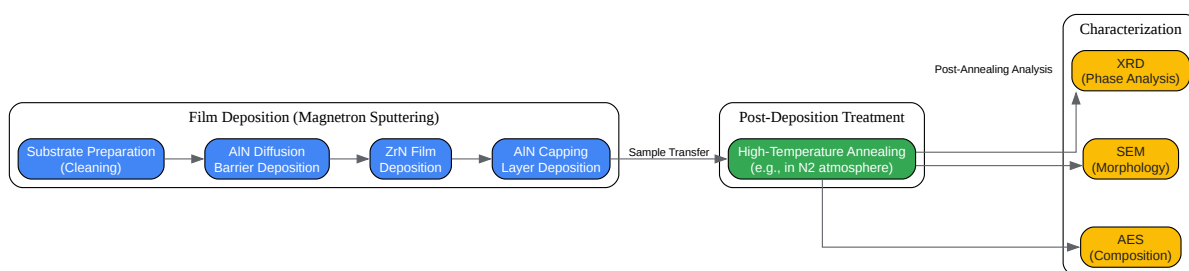 Characterization
XRD
(Phase Analysis)
Post-Annealing Analysis
Film Deposition (Magnetron Sputtering)
Post-Deposition Treatment
Substrate Preparation
(Cleaning)
AlN Diffusion
Barrier Deposition
ZrN Film
Deposition
AlN Capping
Layer Deposition
Sample Transfer
High-Temperature Annealing
(e.g., in N2 atmosphere)
SEM
(Morphology)
AES
(Composition)